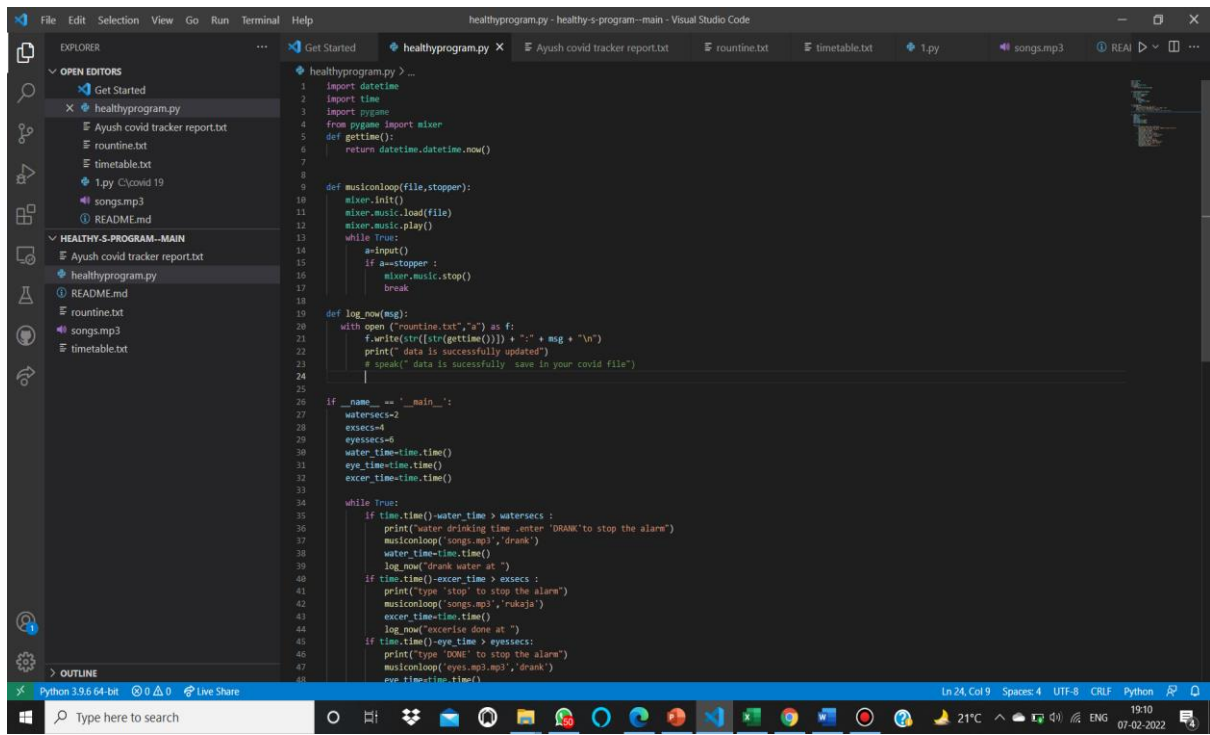 File Edit Selection View Go Run Terminal Help
healthyprogram.py - healthy-s-program--main - Visual Studio Code
EXPLORER
OPEN EDITORS
Get Started
healthyprogram.py
Ayush covid tracker report.txt
rountine.txt
timetable.txt
1.py C:\covid 19
songs.mp3
README.md
HEALTHY-S-PROGRAM--MAIN
Ayush covid tracker report.txt
healthyprogram.py
README.md
rountine.txt
songs.mp3
timetable.txt
OUTLINE
Get Started healthyprogram.py Ayush covid tracker report.txt rountine.txt timetable.txt 1.py songs.mp3 REA
healthyprogram.py > ...
1 import datetime
2 import time
3 import pygame
4 from pygame import mixer
5 def gettime():
6     return datetime.datetime.now()
7
8
9 def musiconloop(file,stopper):
10     mixer.init()
11     mixer.music.load(file)
12     mixer.music.play()
13     while True:
14         a=input()
15         if a==stopper :
16             mixer.music.stop()
17             break
18
19 def log_now(msg):
20    with open ("rountine.txt","a") as f:
21         f.write(str([str(gettime())]) + ":" + msg + "\n")
22         print(" data is successfully updated")
23         # speak(" data is sucessfully  save in your covid file")
24
25
26 if __name__ == '__main__':
27     watersecs=2
28     exsecs=4
29     eyessecs=6
30     water_time=time.time()
31     eye_time=time.time()
32     excer_time=time.time()
33
34     while True:
35         if time.time()-water_time > watersecs :
36             print("water drinking time .enter 'DRANK'to stop the alarm")
37             musiconloop('songs.mp3','drank')
38             water_time=time.time()
39             log_now("drank water at ")
40         if time.time()-excer_time > exsecs :
41             print("type 'stop' to stop the alarm")
42             musiconloop('songs.mp3','rukaja')
43             excer_time=time.time()
44             log_now("excerise done at ")
45         if time.time()-eye_time > eyessecs:
46             print("type 'DONE' to stop the alarm")
47             musiconloop('eyes.mp3.mp3','drank')
48             eye_time=time.time()
Python 3.9.6 64-bit 0 0 Live Share
Ln 24, Col 9 Spaces: 4 UTF-8 CRLF Python
Type here to search
21°C ENG 19:10
07-02-2022